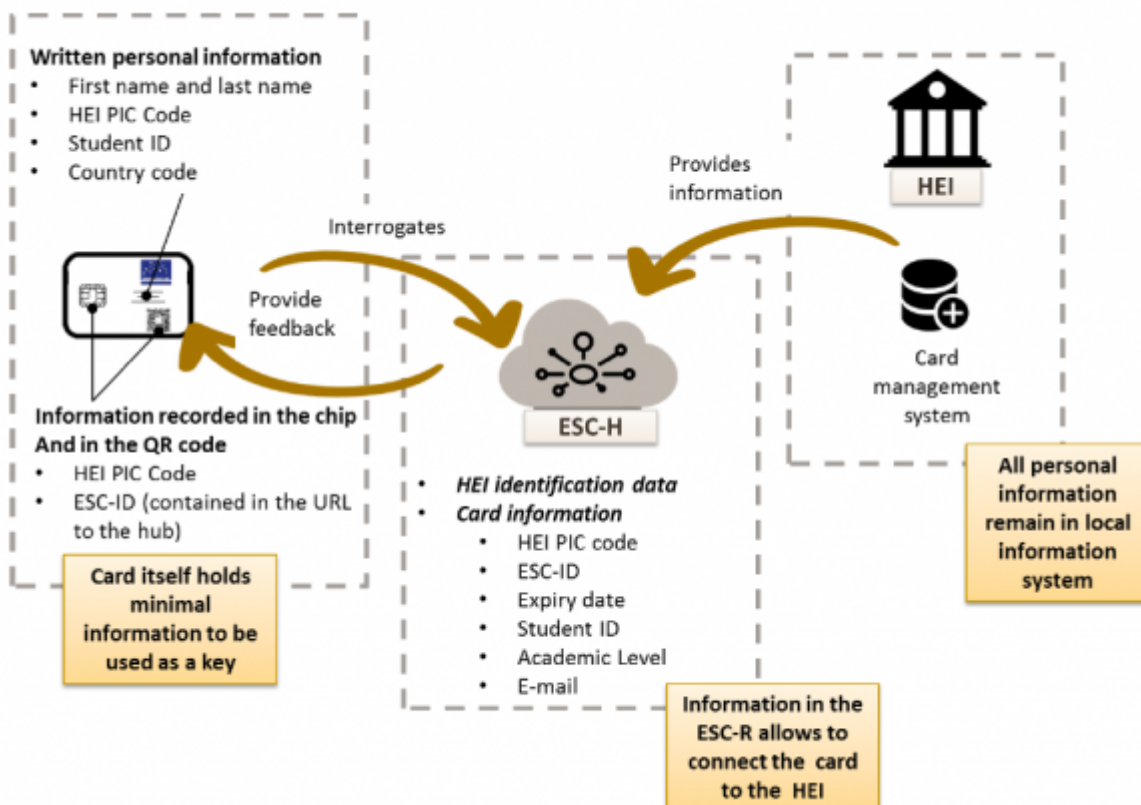 Written personal information
• First name and last name
• HEI PIC Code
• Student ID
• Country code
Interrogates
Provide
feedback
Information recorded in the chip
And in the QR code
• HEI PIC Code
• ESC-ID (contained in the URL
to the hub)
Card itself holds
minimal
information to be
used as a key
ESC-H
• HEI identification data
• Card information
• HEI PIC code
• ESC-ID
• Expiry date
• Student ID
• Academic Level
• E-mail
Information in the
ESC-R allows to
connect the card
to the HEI
Provides
information
HEI
Card
management
system
All personal
information
remain in local
information
system